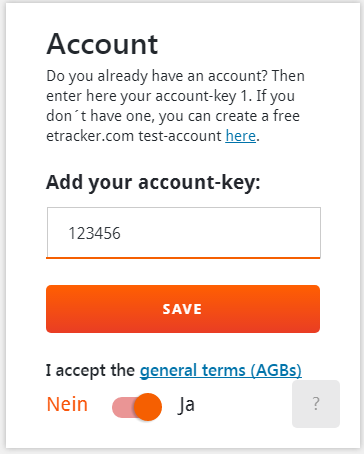 Account
Do you already have an account? Then
enter here your account-key 1. If you
don´t have one, you can create a free
etracker.com test-account here.
Add your account-key:
123456
SAVE
I accept the general terms (AGBs)
Nein Ja
?